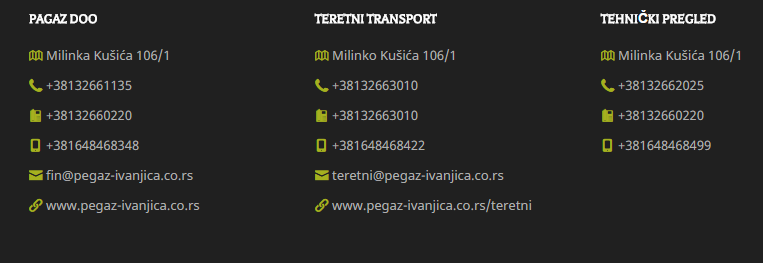 PAGAZ DOO
Milinka Kušića 106/1
+38132661135
+38132660220
+381648468348
fin@pegaz-ivanjica.co.rs
www.pegaz-ivanjica.co.rs
TERETNI TRANSPORT
Milinko Kušića 106/1
+38132663010
+38132663010
+381648468422
teretni@pegaz-ivanjica.co.rs
www.pegaz-ivanjica.co.rs/teretni
TEHNIČKI PREGLED
Milinka Kušića 106/1
+38132662025
+38132660220
+381648468499